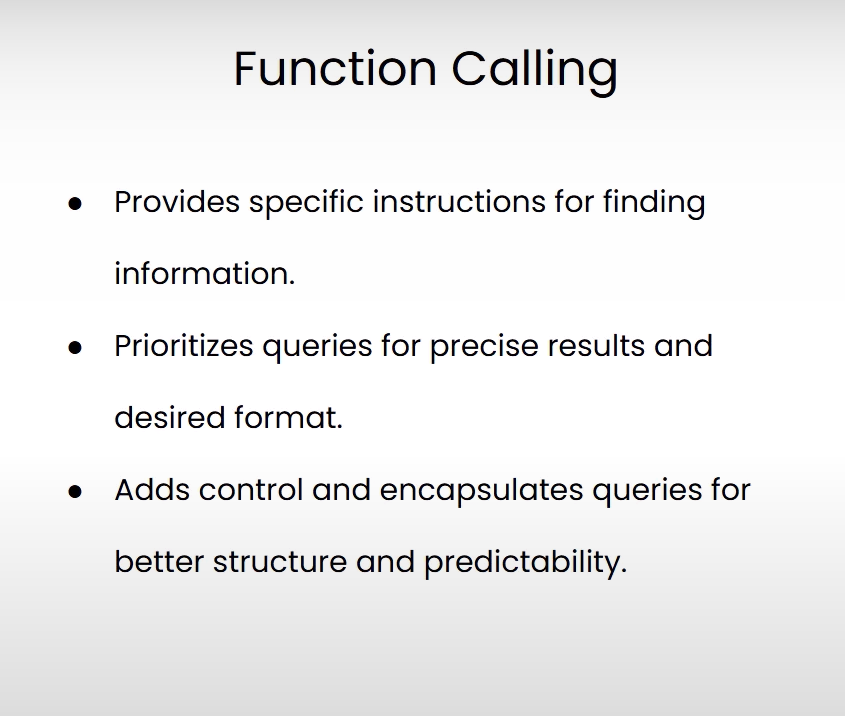 Function Calling
● Provides specific instructions for finding
information.
● Prioritizes queries for precise results and
desired format.
● Adds control and encapsulates queries for
better structure and predictability.